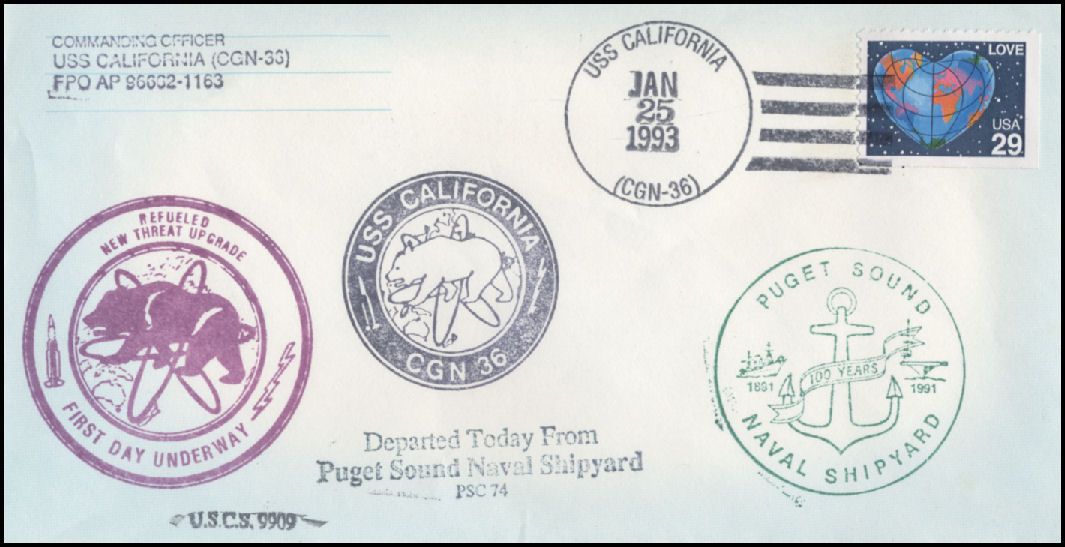 COMMANDING OFFICER
USS CALIFORNIA (CGN-36)
FPO AP 96662-1163
USS CALIFORNIA
JAN
25
1993
(CGN-36)
LOVE
USA
29
REFUELED
NEW THREAT UPGRADE
FIRST DAY UNDERWAY
USS CALIFORNIA
CGN 36
PUGET SOUND
100 YEARS
1891
1991
NAVAL SHIPYARD
Departed Today From
Puget Sound Naval Shipyard
PSC 74
U.S.C.S. 9909